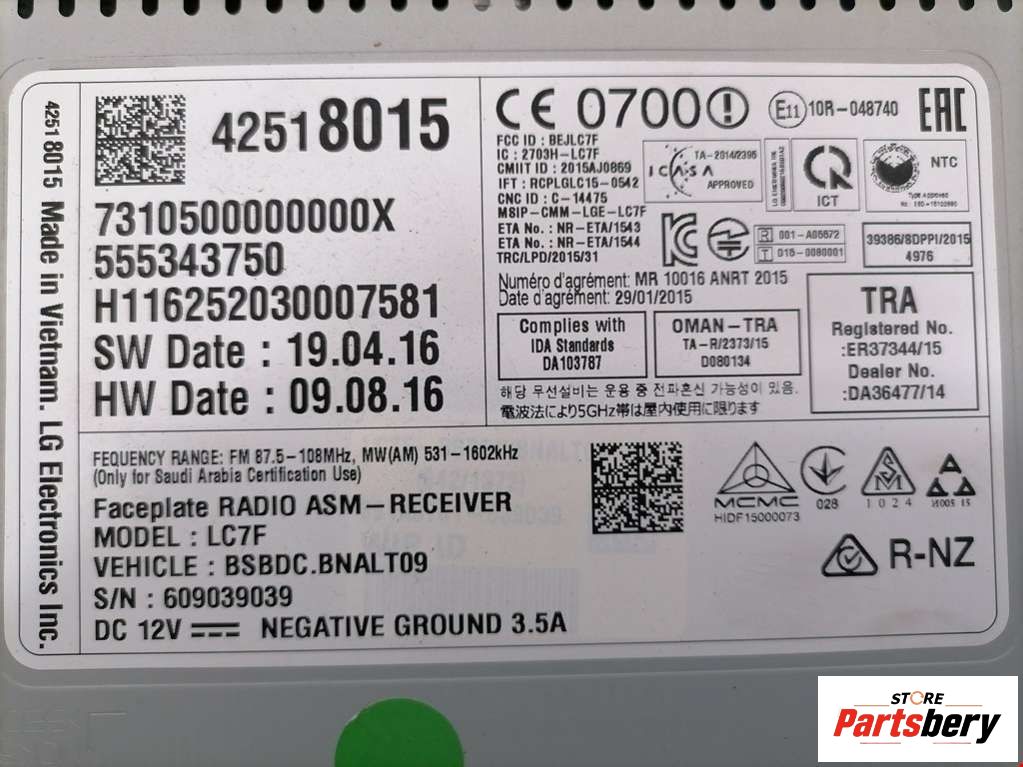 42518015 Made in Vietnam. LG Electronics Inc.
42518015
7310500000000X
555343750
H116252030007581
SW Date : 19.04.16
HW Date : 09.08.16
CE 0700
E11 10R-048740
EAC
FCC ID : BEJLC7F
IC : 2703H-LC7F
CMIIT ID : 2015AJ0869
IFT : RCPLGLC15-0542
CNC ID : C-14475
MSIP-CMM-LGE-LC7F
ETA No. : NR-ETA/1543
ETA No. : NR-ETA/1544
TRC/LPD/2015/31
ICASA
TA-2014/2395
APPROVED
ICT
NTC
Type Approved
R 001-A06672
T D15-0080001
39386/SDPPI/2015
4976
Numéro d'agrément: MR 10016 ANRT 2015
Date d'agrément: 29/01/2015
Complies with
IDA Standards
DA103787
OMAN-TRA
TA-R/2373/15
D080134
TRA
Registered No.
:ER37344/15
Dealer No.
:DA36477/14
해당 무선설비는 운용 중 전파혼신 가능성이 있음.
電波法により5GHz帯は屋内使用に限ります
FEQUENCY RANGE: FM 87.5-108MHz, MW(AM) 531-1602kHz
(Only for Saudi Arabia Certification Use)
Faceplate RADIO ASM-RECEIVER
MODEL : LC7F
VEHICLE : BSBDC.BNALT09
S/N : 609039039
DC 12V NEGATIVE GROUND 3.5A
MCMC
HIDF15000073
028
1024
R-NZ
STORE
Partsbery